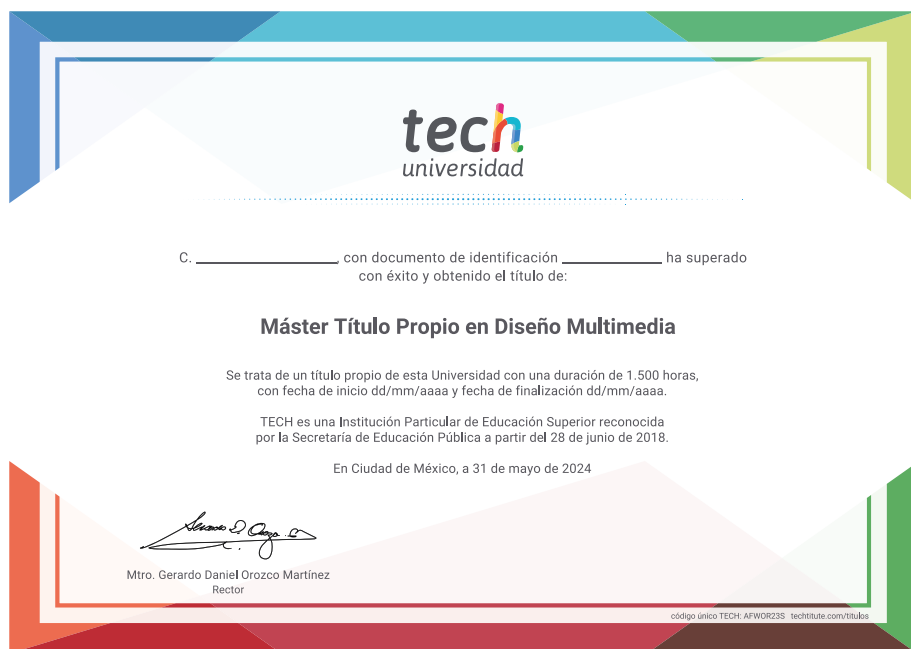 tech
universidad
C. ______________, con documento de identificación __________ ha superado
con éxito y obtenido el título de:
Máster Título Propio en Diseño Multimedia
Se trata de un título propio de esta Universidad con una duración de 1.500 horas,
con fecha de inicio dd/mm/aaaa y fecha de finalización dd/mm/aaaa.
TECH es una Institución Particular de Educación Superior reconocida
por la Secretaría de Educación Pública a partir del 28 de junio de 2018.
En Ciudad de México, a 31 de mayo de 2024
Mtro. Gerardo Daniel Orozco Martínez
Rector
código único TECH: AFWOR23S techtitute.com/titulos